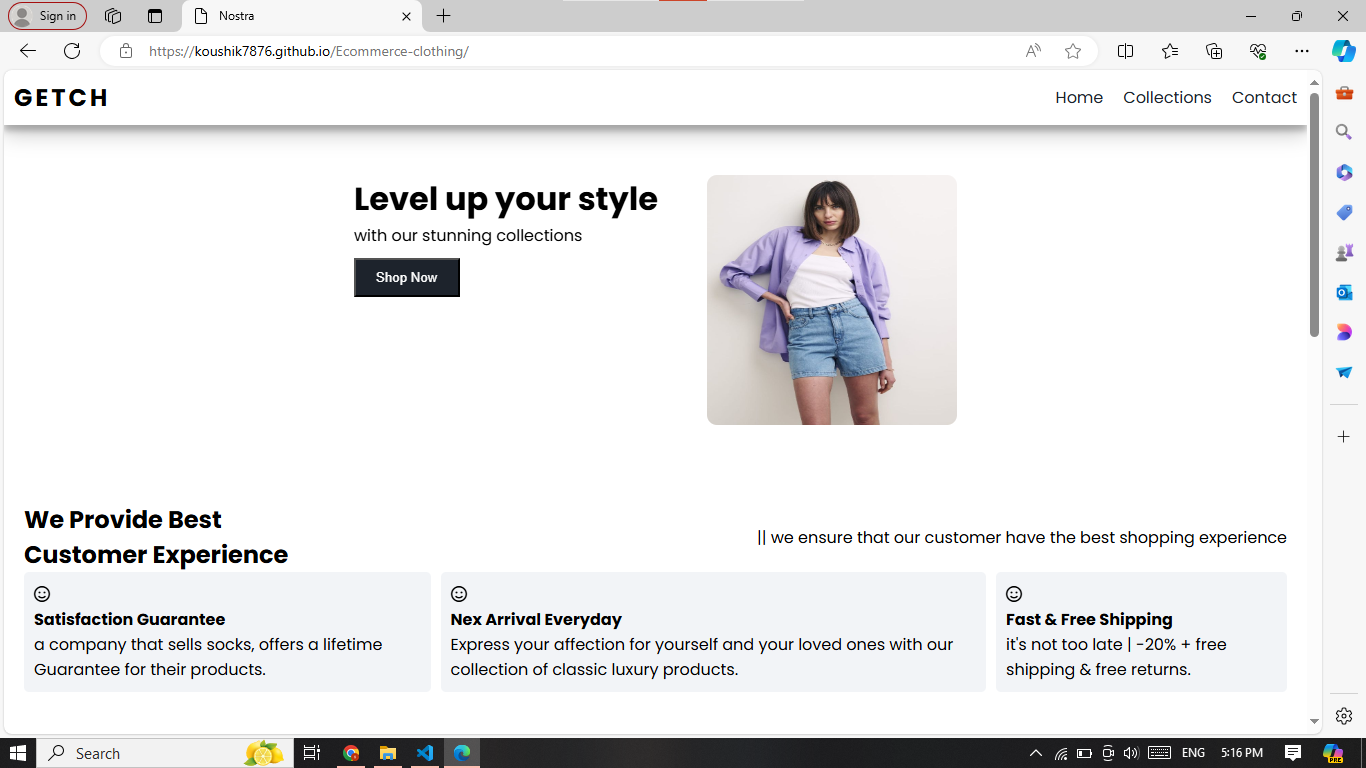 Sign in
Nostra
https://koushik7876.github.io/Ecommerce-clothing/
GETCH
Home Collections Contact
Level up your style
with our stunning collections
Shop Now
We Provide Best
Customer Experience
|| we ensure that our customer have the best shopping experience
Satisfaction Guarantee
a company that sells socks, offers a lifetime
Guarantee for their products.
Nex Arrival Everyday
Express your affection for yourself and your loved ones with our
collection of classic luxury products.
Fast & Free Shipping
it's not too late | -20% + free
shipping & free returns.
Search
ENG
5:16 PM
PRE